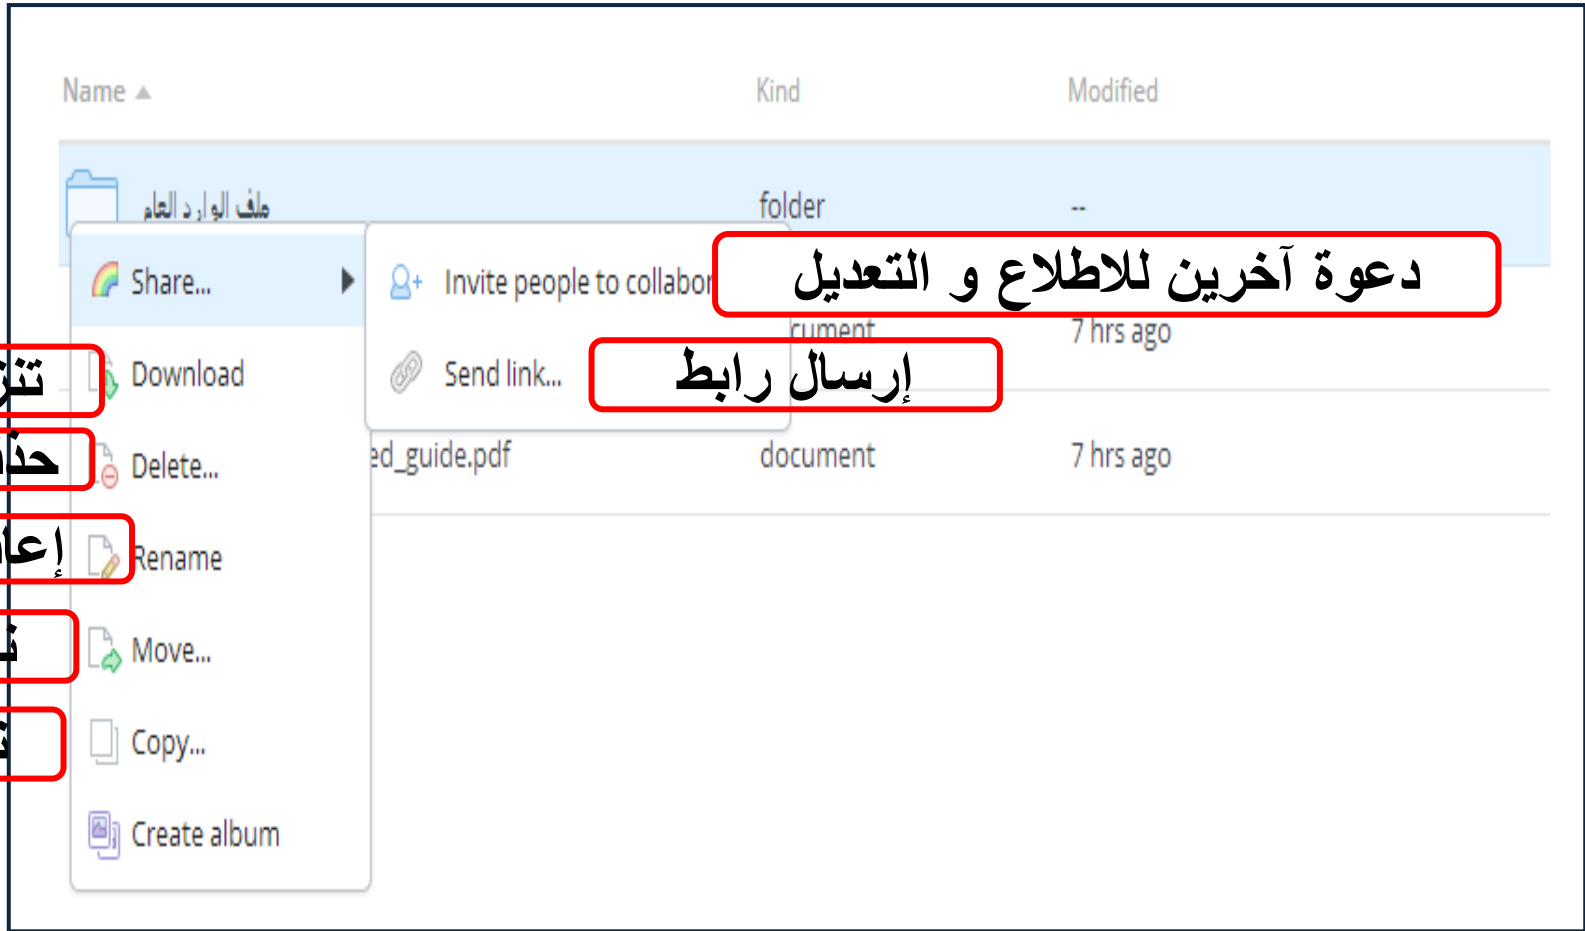 Name Kind Modified
ملف الوارد العام folder --
Share... Invite people to collabor دعوة آخرين للاطلاع و التعديل
cument 7 hrs ago
Download Send link... إرسال رابط
Delete... ed_guide.pdf document 7 hrs ago
Rename
Move...
Copy...
Create album